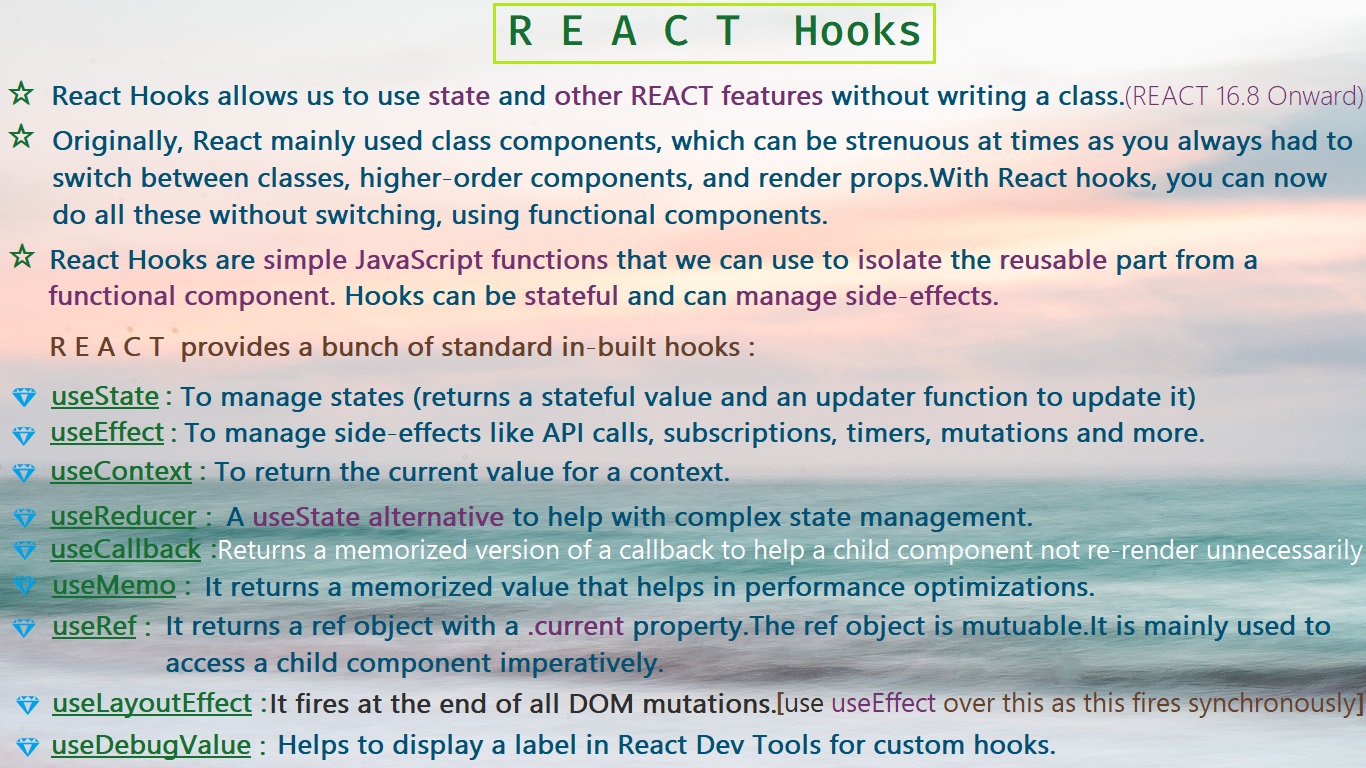 R E A C T Hooks
React Hooks allows us to use state and other REACT features without writing a class.(REACT 16.8 Onward)
Originally, React mainly used class components, which can be strenuous at times as you always had to
switch between classes, higher-order components, and render props.With React hooks, you can now
do all these without switching, using functional components.
React Hooks are simple JavaScript functions that we can use to isolate the reusable part from a
functional component. Hooks can be stateful and can manage side-effects.
R E A C T provides a bunch of standard in-built hooks :
useState : To manage states (returns a stateful value and an updater function to update it)
useEffect : To manage side-effects like API calls, subscriptions, timers, mutations and more.
useContext : To return the current value for a context.
useReducer : A useState alternative to help with complex state management.
useCallback :Returns a memorized version of a callback to help a child component not re-render unnecessarily
useMemo : It returns a memorized value that helps in performance optimizations.
useRef : It returns a ref object with a .current property.The ref object is mutuable.It is mainly used to
access a child component imperatively.
useLayoutEffect :It fires at the end of all DOM mutations.[use useEffect over this as this fires synchronously]
useDebugValue : Helps to display a label in React Dev Tools for custom hooks.